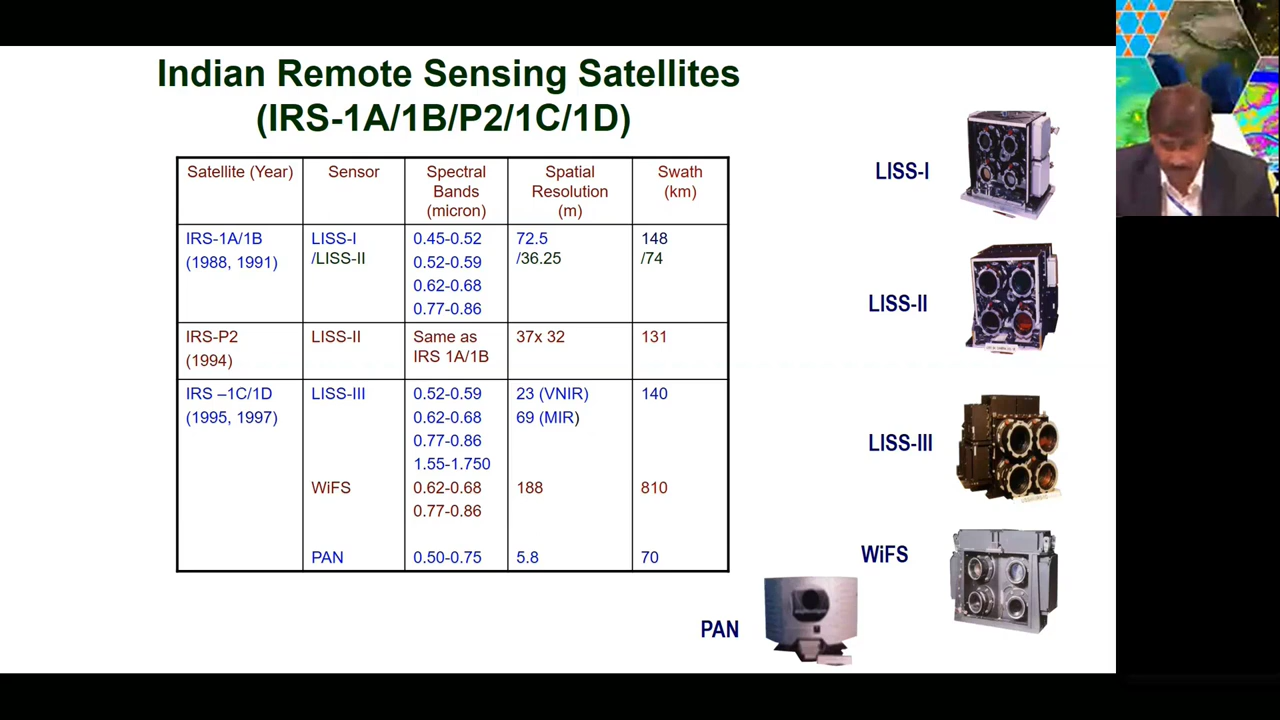 Indian Remote Sensing Satellites
(IRS-1A/1B/P2/1C/1D)
Satellite (Year) Sensor Spectral Bands (micron) Spatial Resolution (m) Swath (km)
IRS-1A/1B LISS-I 0.45-0.52 72.5 148
/LISS-II /36.25 /74
(1988, 1991) 0.52-0.59
0.62-0.68
0.77-0.86
IRS-P2 LISS-II Same as 37x 32 131
(1994) IRS 1A/1B
IRS –1C/1D LISS-III 0.52-0.59 23 (VNIR) 140
(1995, 1997) 0.62-0.68 69 (MIR)
0.77-0.86
1.55-1.750
WiFS 0.62-0.68 188 810
0.77-0.86
PAN 0.50-0.75 5.8 70
LISS-I
LISS-II
LISS-III
WiFS
PAN